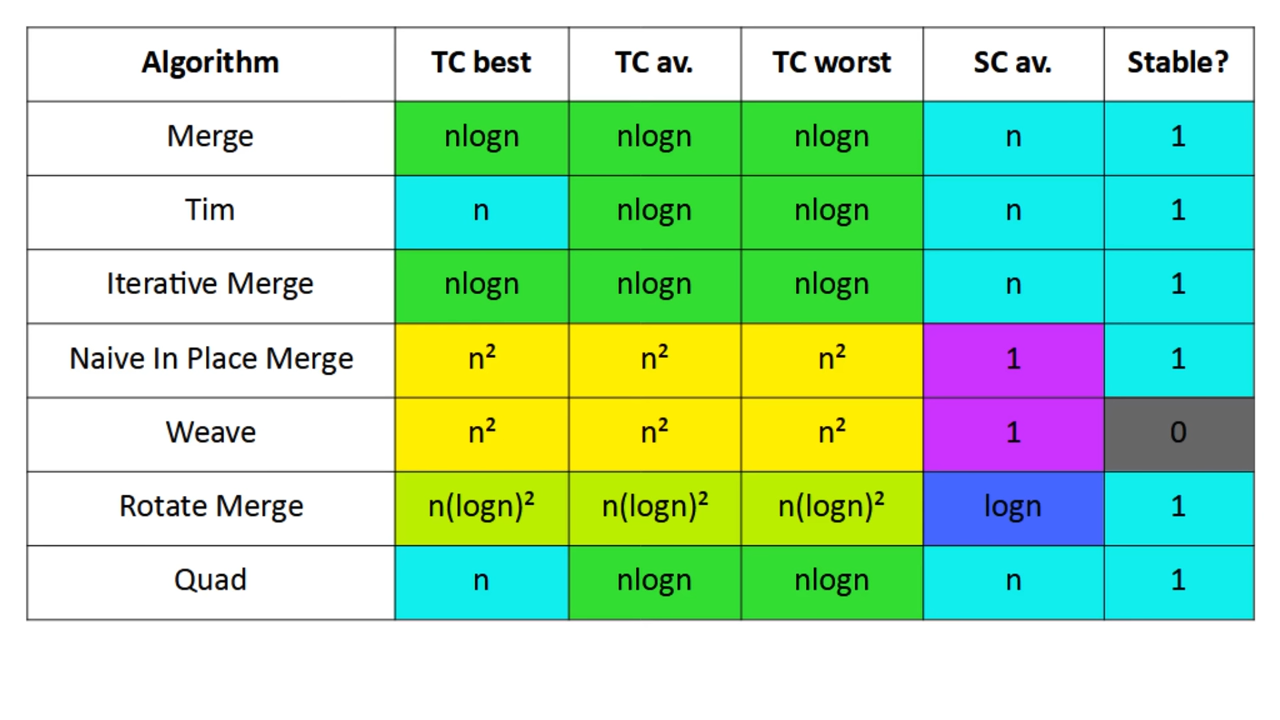 Algorithm TC best TC av. TC worst SC av. Stable?
Merge nlogn nlogn nlogn n 1
Tim n nlogn nlogn n 1
Iterative Merge nlogn nlogn nlogn n 1
Naive In Place Merge n² n² n² 1 1
Weave n² n² n² 1 0
Rotate Merge n(logn)² n(logn)² n(logn)² logn 1
Quad n nlogn nlogn n 1